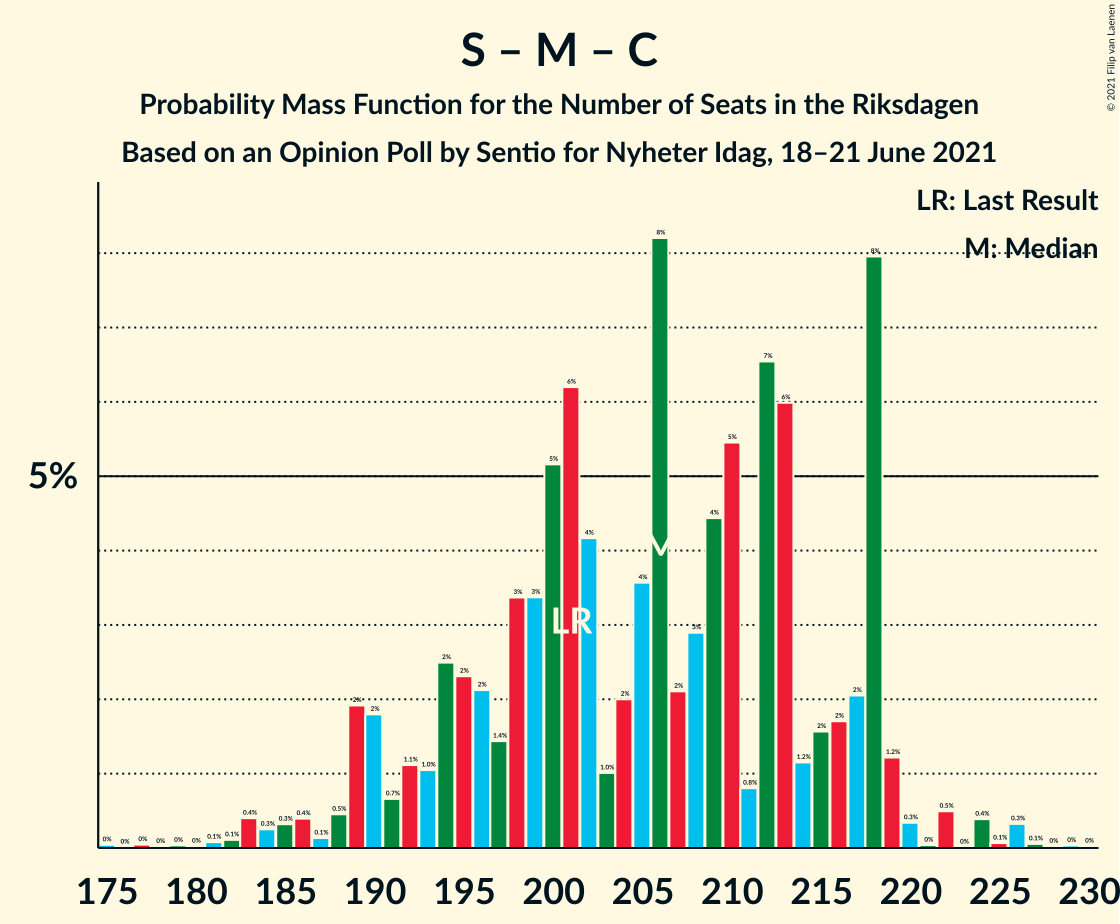 S – M – C
Probability Mass Function for the Number of Seats in the Riksdagen
Based on an Opinion Poll by Sentio for Nyheter Idag, 18–21 June 2021
© 2021 Filip van Laenen
LR: Last Result
M: Median
5%
0% 0% 0% 0% 0% 0% 0.1% 0.1% 0.4% 0.3% 0.3% 0.4% 0.1% 0.5% 2% 2% 0.7% 1.1% 1.0% 2% 2% 2% 1.4% 3% 3% 5% 6% 4% 1.0% 2% 4% 8% 2% 3% 4% 5% 0.8% 7% 6% 1.2% 2% 2% 2% 8% 1.2% 0.3% 0% 0.5% 0% 0.4% 0.1% 0.3% 0.1% 0% 0% 0%
LR
M
175 180 185 190 195 200 205 210 215 220 225 230